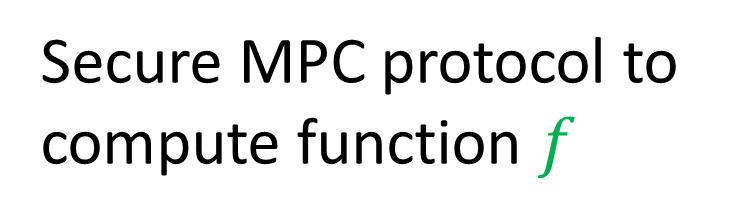 Secure MPC protocol to
compute function f